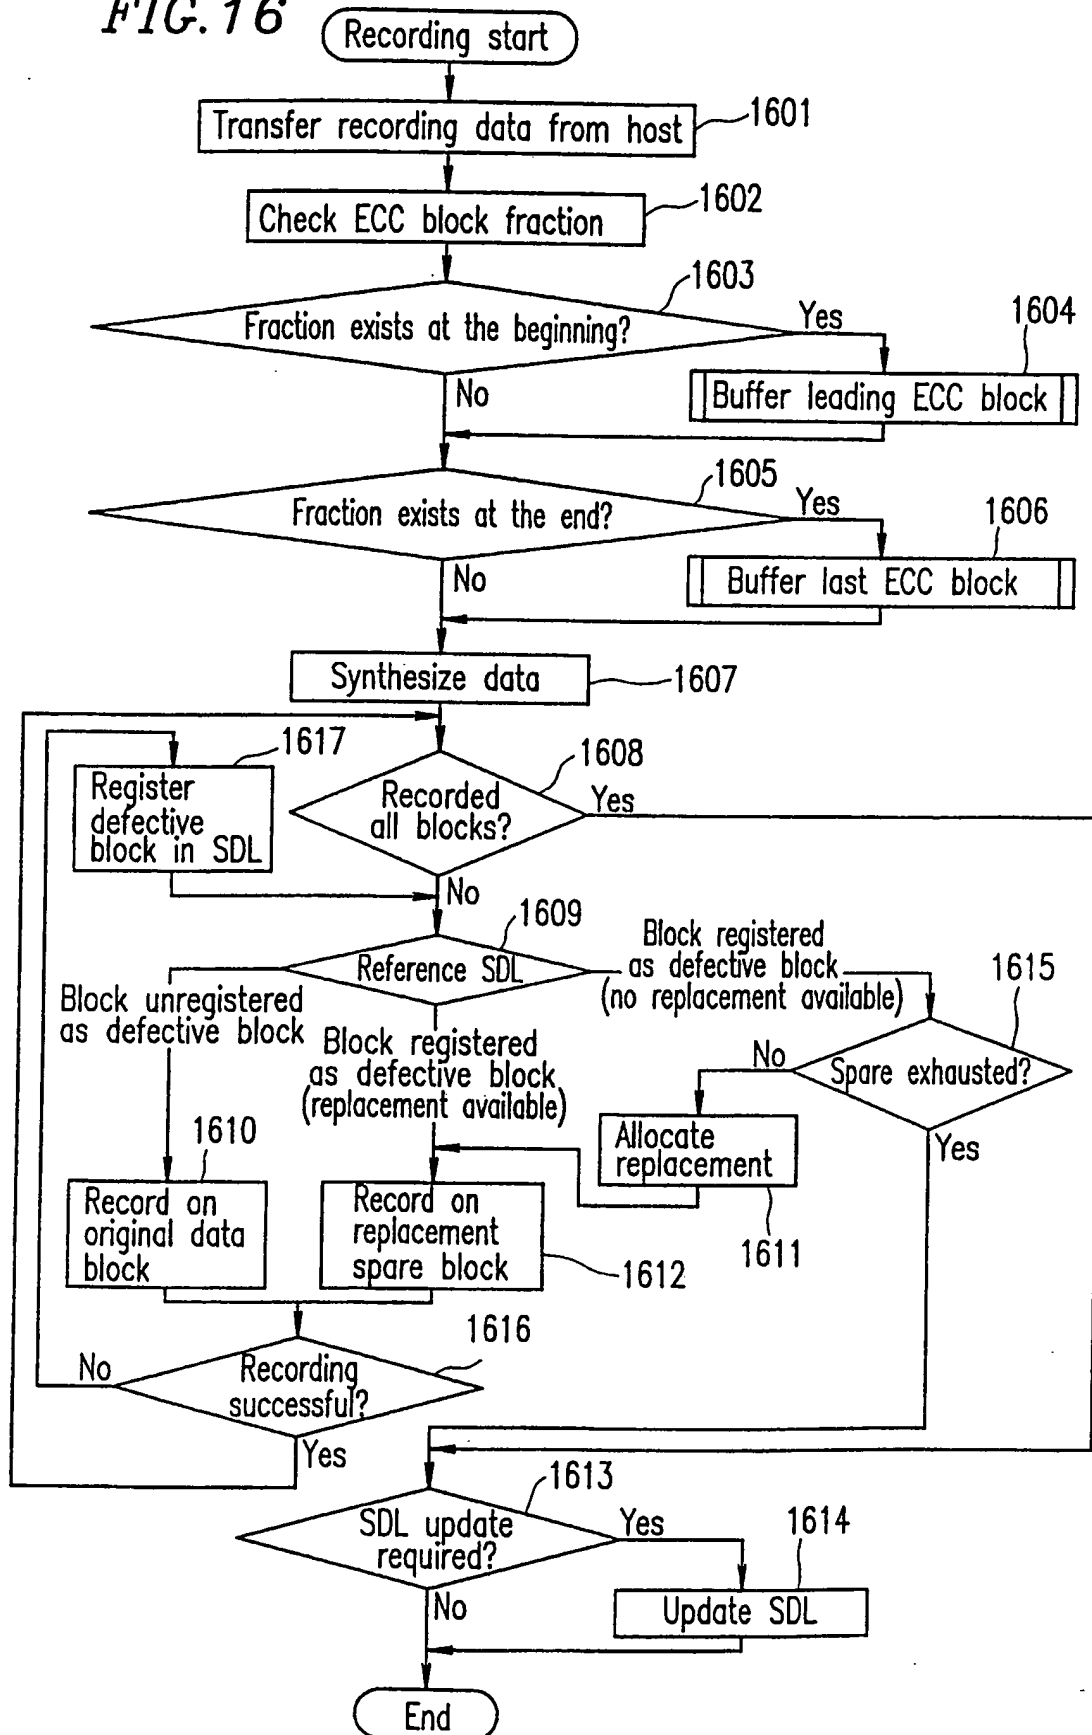 FIG. 16
Recording start
Transfer recording data from host
1601
Check ECC block fraction
1602
1603
Fraction exists at the beginning?
Yes
1604
No
Buffer leading ECC block
1605
Fraction exists at the end?
Yes
1606
No
Buffer last ECC block
Synthesize data
1607
1617
1608
Register
defective
block in SDL
Recorded
all blocks?
Yes
No
1609
Reference SDL
Block registered
as defective block
(no replacement available)
1615
Block unregistered
as defective block
Block registered
as defective block
(replacement available)
No
Spare exhausted?
Yes
1610
Allocate
replacement
1611
Record on
original data
block
Record on
replacement
spare block
1612
1616
No
Recording
successful?
Yes
1613
SDL update
required?
Yes
1614
No
Update SDL
End